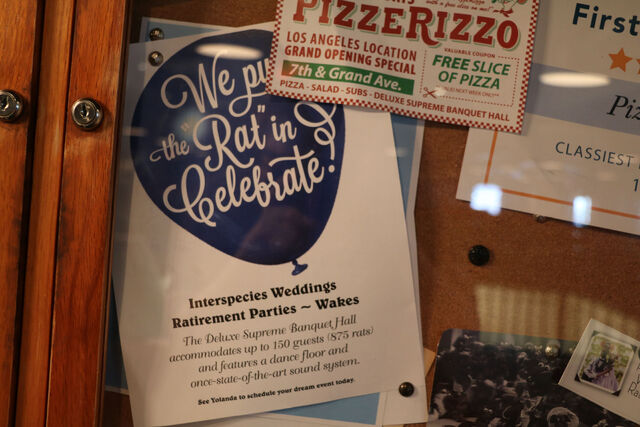 PIZZERIZZO
LOS ANGELES LOCATION
GRAND OPENING SPECIAL
7th & Grand Ave.
VALUABLE COUPON
FREE SLICE
OF PIZZA
PIZZA - SALAD - SUBS - DELUXE SUPREME BANQUET HALL
First
CLASSIEST
We pu
the "Rat" in
Celebrate!
Interspecies Weddings
Retirement Parties ~ Wakes
The Deluxe Supreme Banquet Hall
accommodates up to 150 guests (875 rats)
and features a dance floor and
once-state-of-the-art sound system.
See Yolanda to schedule your dream event today.